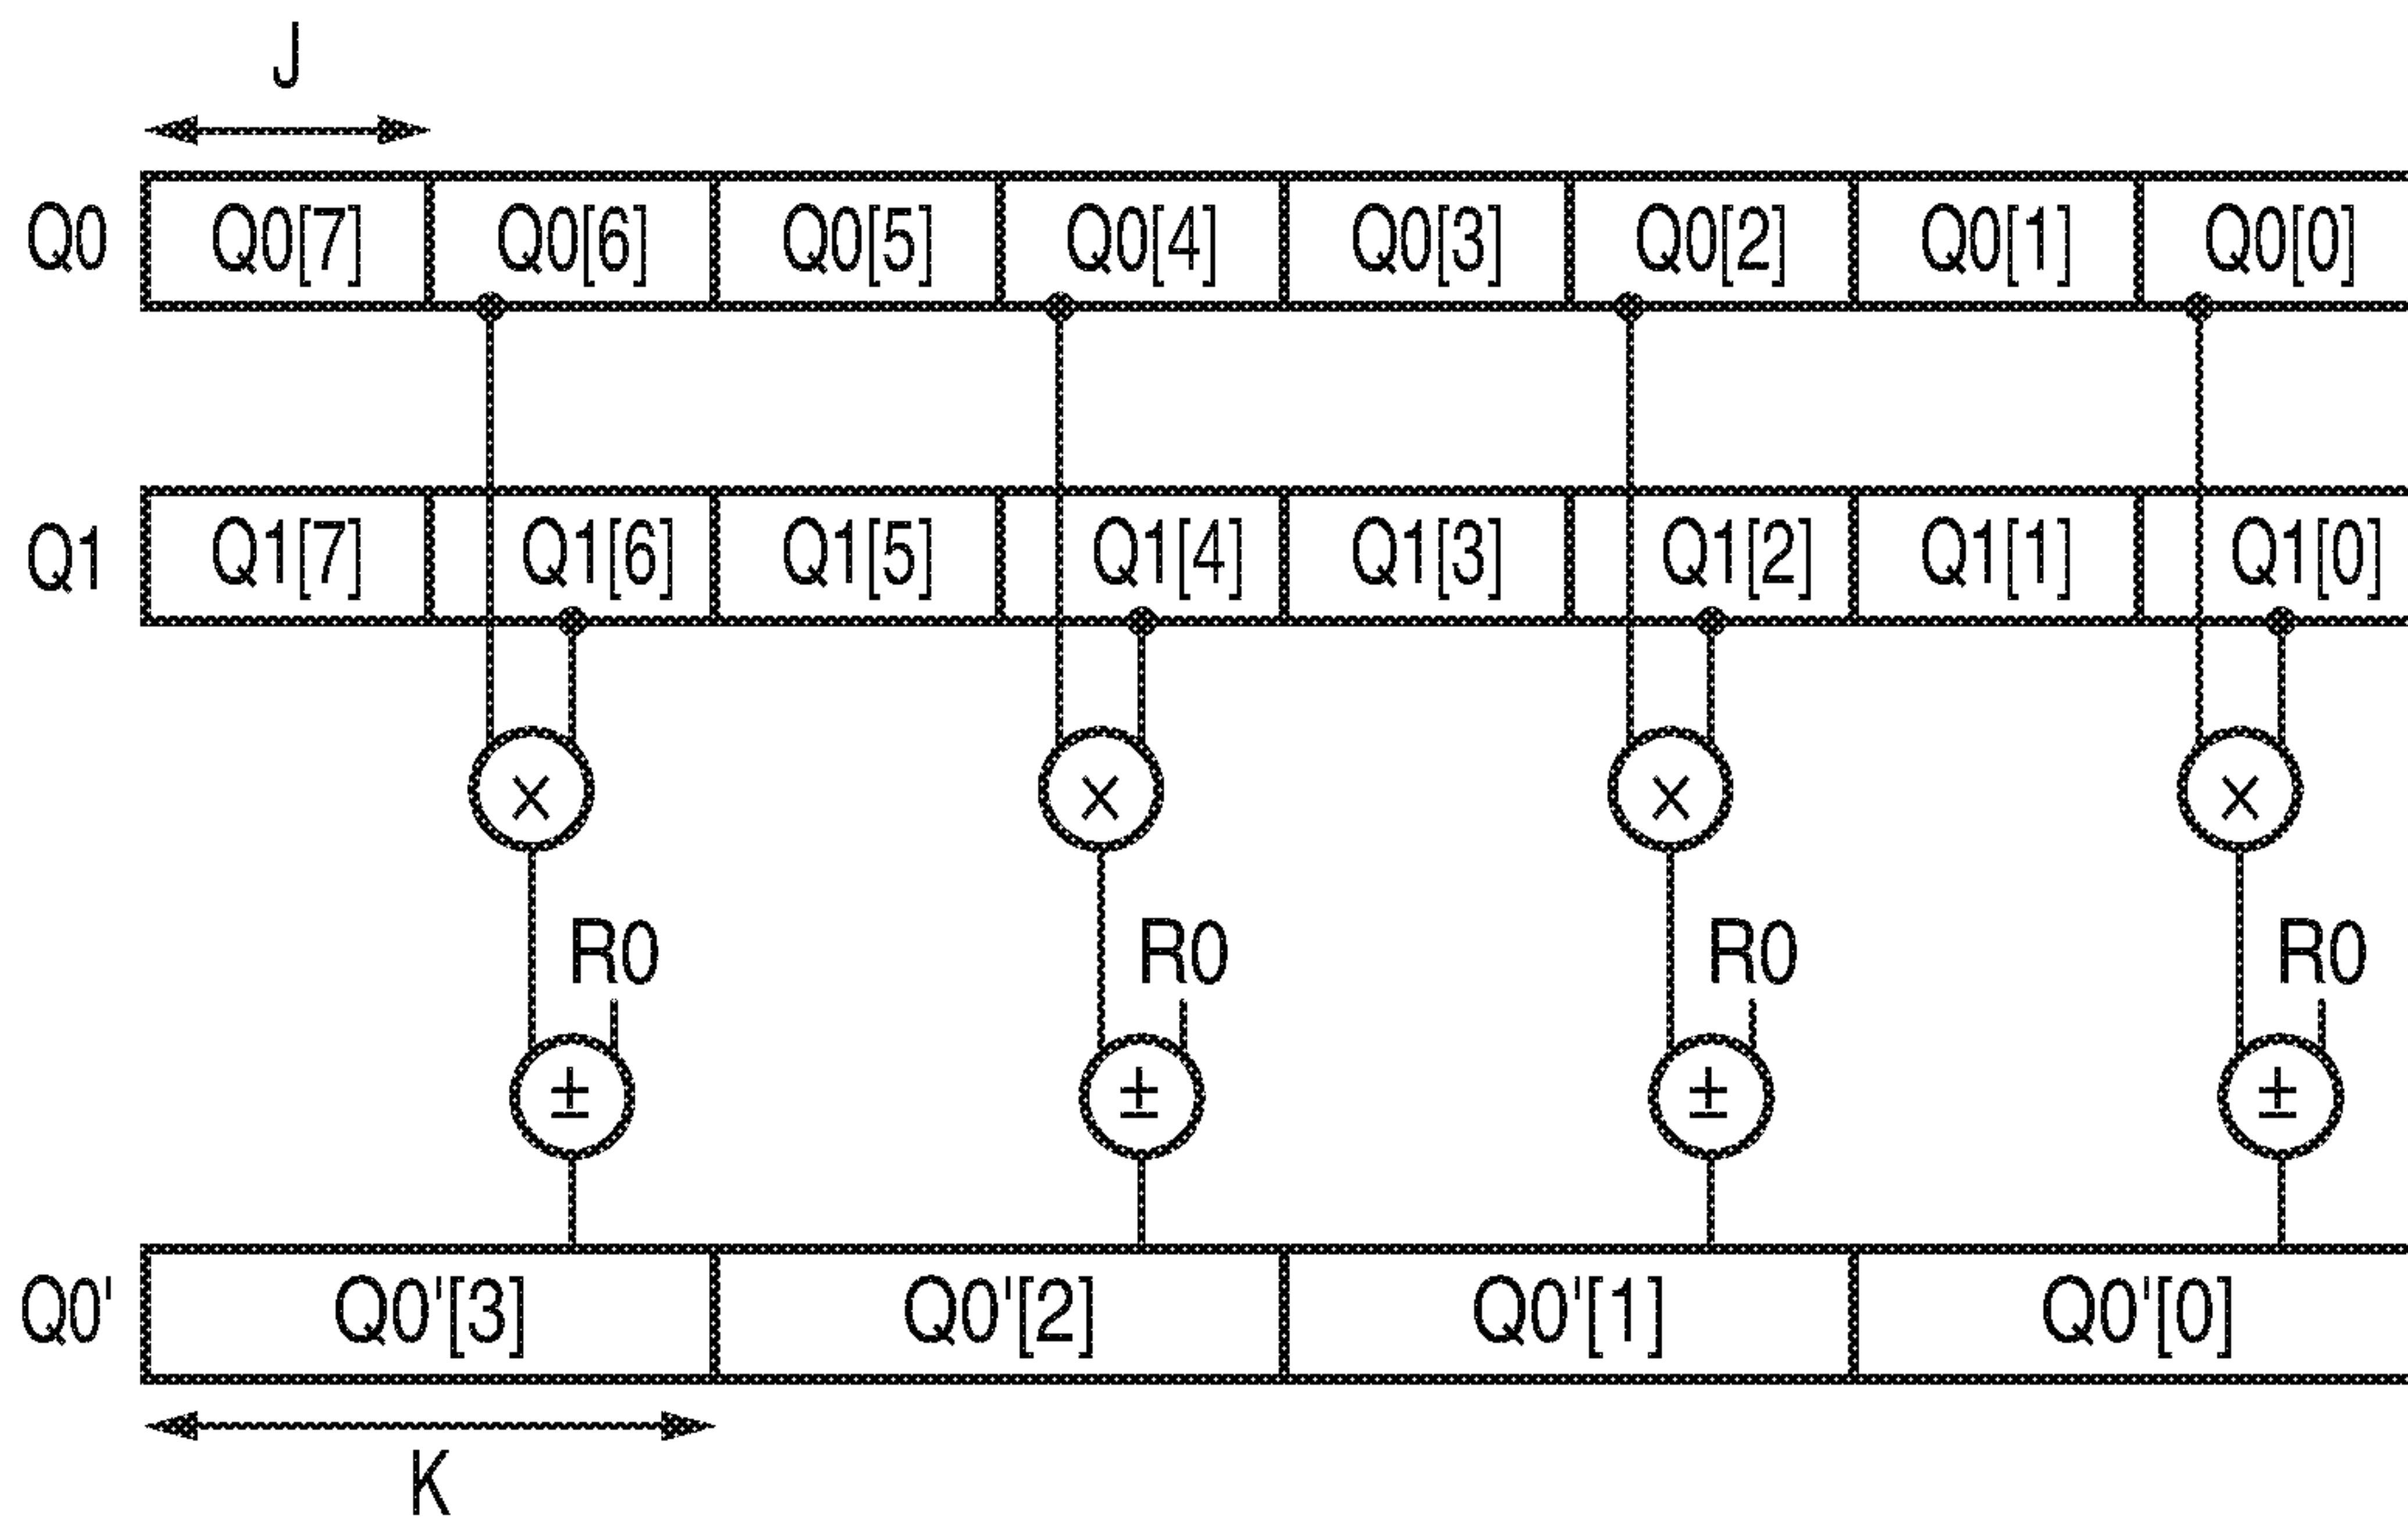 J
Q0 Q0[7] Q0[6] Q0[5] Q0[4] Q0[3] Q0[2] Q0[1] Q0[0]
Q1 Q1[7] Q1[6] Q1[5] Q1[4] Q1[3] Q1[2] Q1[1] Q1[0]
× × × ×
R0 R0 R0 R0
± ± ± ±
Q0' Q0'[3] Q0'[2] Q0'[1] Q0'[0]
K